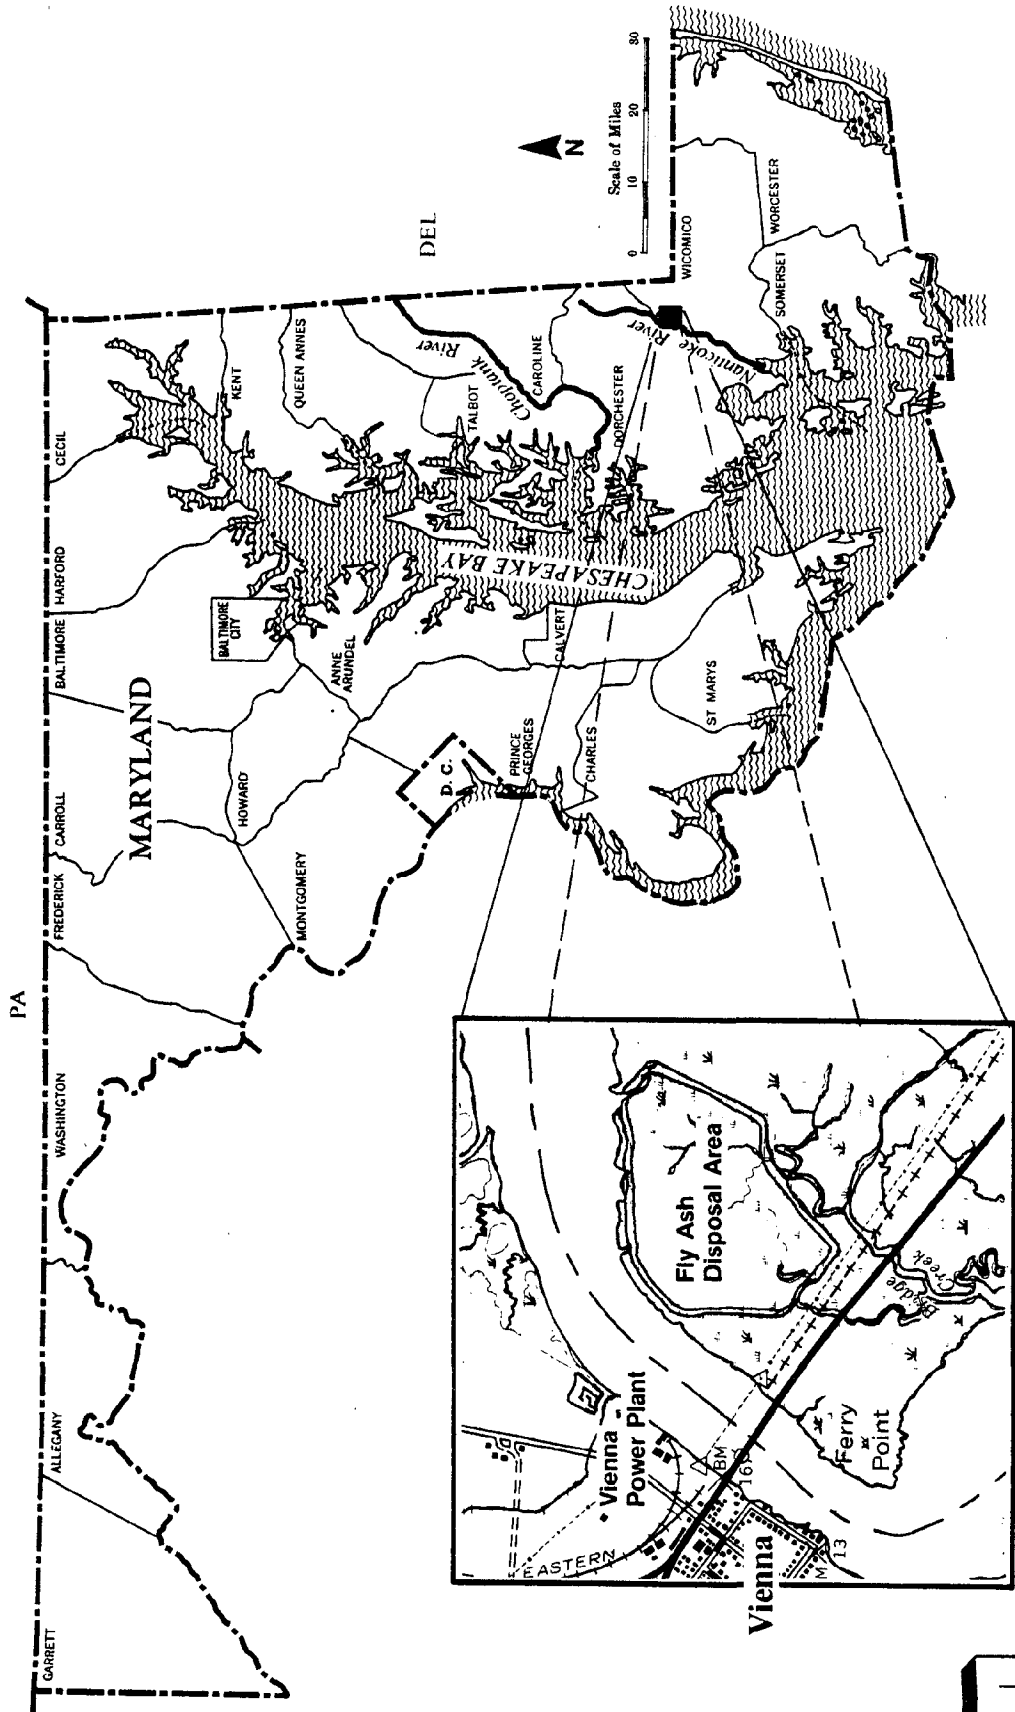 PA
DEL
MARYLAND
GARRETT
ALLEGANY
WASHINGTON
FREDERICK
CARROLL
BALTIMORE
HARFORD
CECIL
MONTGOMERY
HOWARD
BALTIMORE
CITY
ANNE
ARUNDEL
KENT
QUEEN ANNES
D. C.
PRINCE
GEORGES
CHARLES
CALVERT
ST MARYS
CHESAPEAKE BAY
TALBOT
Choptank
River
CAROLINE
DORCHESTER
Nanticoke
River
WICOMICO
SOMERSET
WORCESTER
N
Scale of Miles
0 10 20 30
Vienna
Power Plant
Fly Ash
Disposal Area
EASTERN
BM
16
Ferry
Point
Bridge
Creek
Vienna
M
13